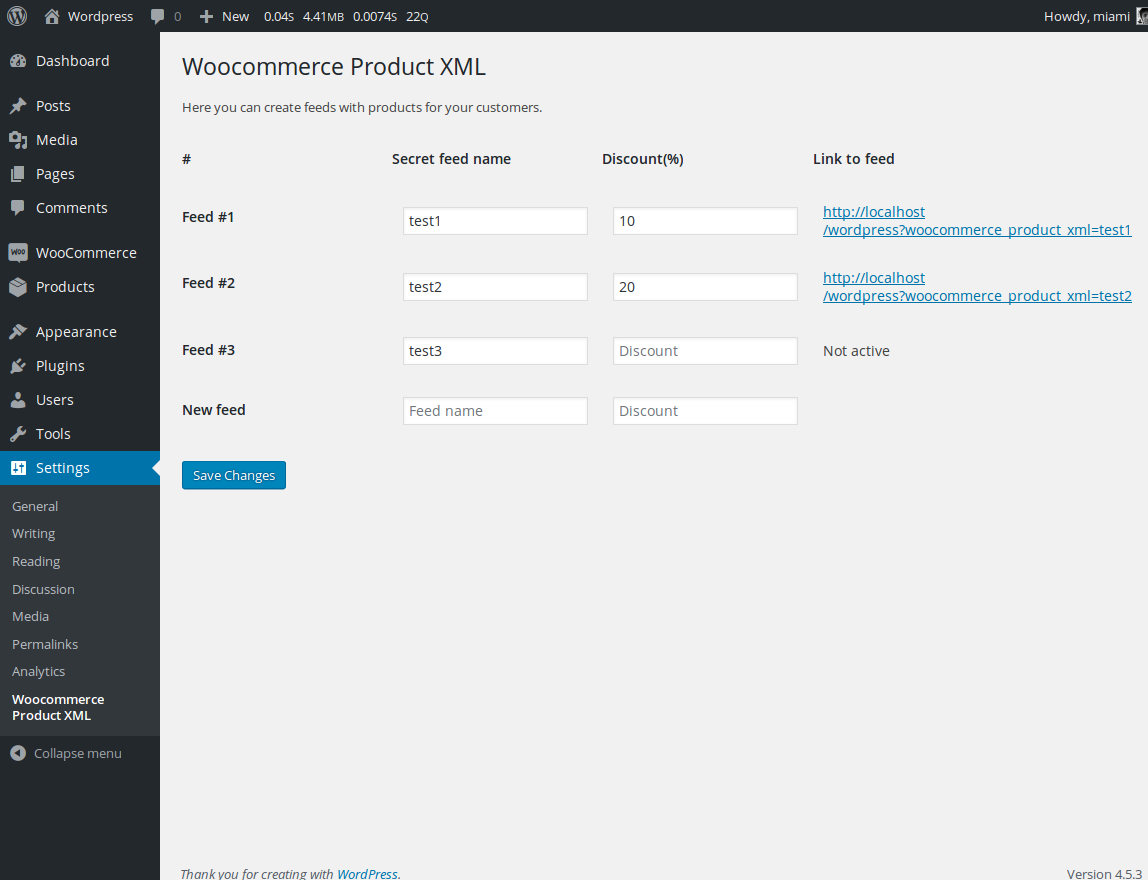 Wordpress 0 New 0.04S 4.41MB 0.0074S 22Q Howdy, miami
Dashboard
Posts
Media
Pages
Comments
WOO WooCommerce
Products
Appearance
Plugins
Users
Tools
Settings
General
Writing
Reading
Discussion
Media
Permalinks
Analytics
Woocommerce
Product XML
Collapse menu
Woocommerce Product XML
Here you can create feeds with products for your customers.
# Secret feed name Discount(%) Link to feed
Feed #1 test1 10 http://localhost
/wordpress?woocommerce_product_xml=test1
Feed #2 test2 20 http://localhost
/wordpress?woocommerce_product_xml=test2
Feed #3 test3 Discount Not active
New feed Feed name Discount
Save Changes
Thank you for creating with WordPress. Version 4.5.3